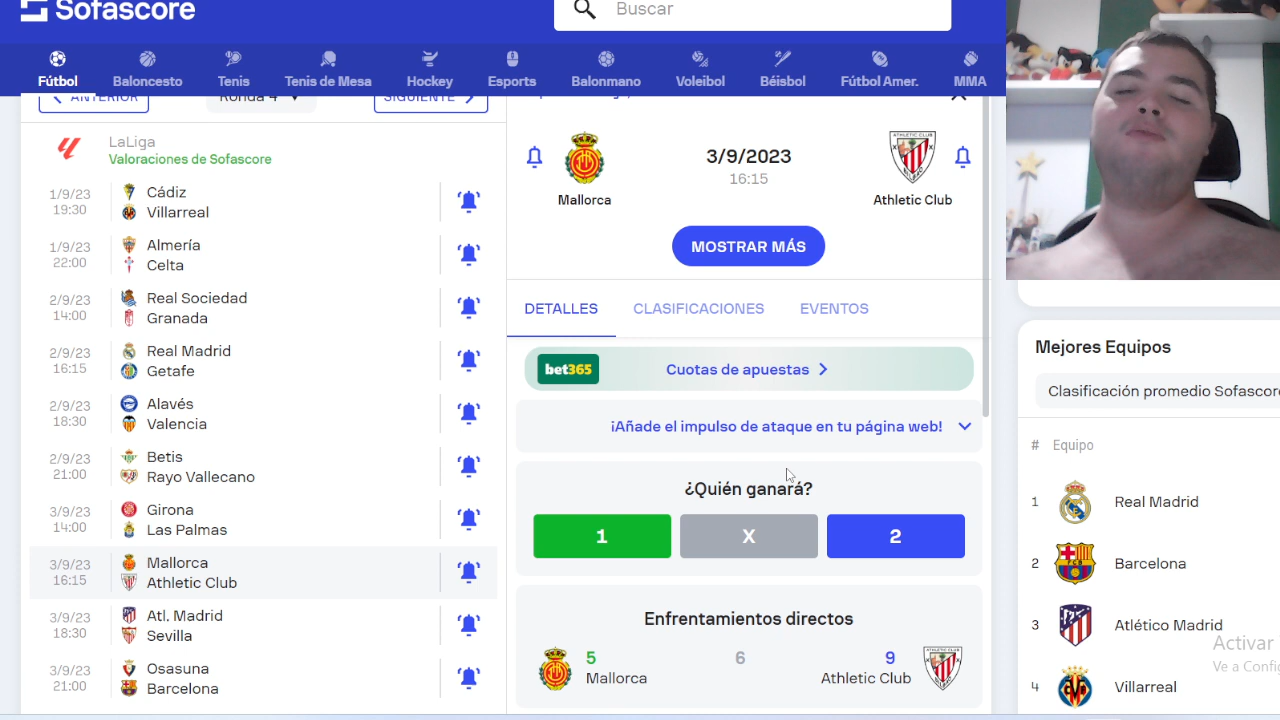 Sofascore
Buscar
Fútbol Baloncesto Tenis Tenis de Mesa Hockey Esports Balonmano Voleibol Béisbol Fútbol Amer. MMA
ANTERIOR Ronda 4 SIGUIENTE
LaLiga
Valoraciones de Sofascore
1/9/23 Cádiz
19:30 Villarreal
1/9/23 Almería
22:00 Celta
2/9/23 Real Sociedad
14:00 Granada
2/9/23 Real Madrid
16:15 Getafe
2/9/23 Alavés
18:30 Valencia
2/9/23 Betis
21:00 Rayo Vallecano
3/9/23 Girona
14:00 Las Palmas
3/9/23 Mallorca
16:15 Athletic Club
3/9/23 Atl. Madrid
18:30 Sevilla
3/9/23 Osasuna
21:00 Barcelona
3/9/2023
16:15
Mallorca Athletic Club
MOSTRAR MÁS
DETALLES CLASIFICACIONES EVENTOS
bet365 Cuotas de apuestas
¡Añade el impulso de ataque en tu página web!
¿Quién ganará?
1 X 2
Enfrentamientos directos
5 6 9
Mallorca Athletic Club
Mejores Equipos
Clasificación promedio Sofascore
# Equipo
1 Real Madrid
2 Barcelona
3 Atlético Madrid
4 Villarreal
Activar
Ve a Config